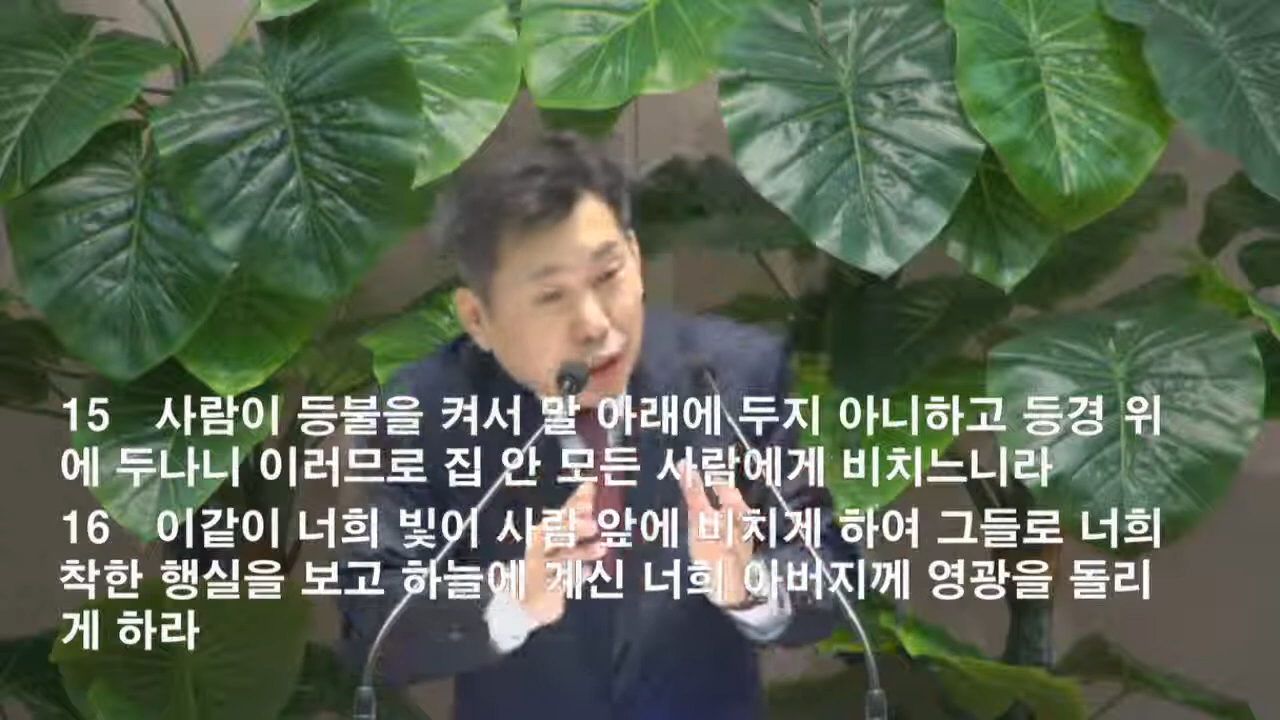 15 사람이 등불을 켜서 말 아래에 두지 아니하고 등경 위
에 두나니 이러므로 집 안 모든 사람에게 비치느니라
16 이같이 너희 빛이 사람 앞에 비치게 하여 그들로 너희
착한 행실을 보고 하늘에 계신 너희 아버지께 영광을 돌리
게 하라